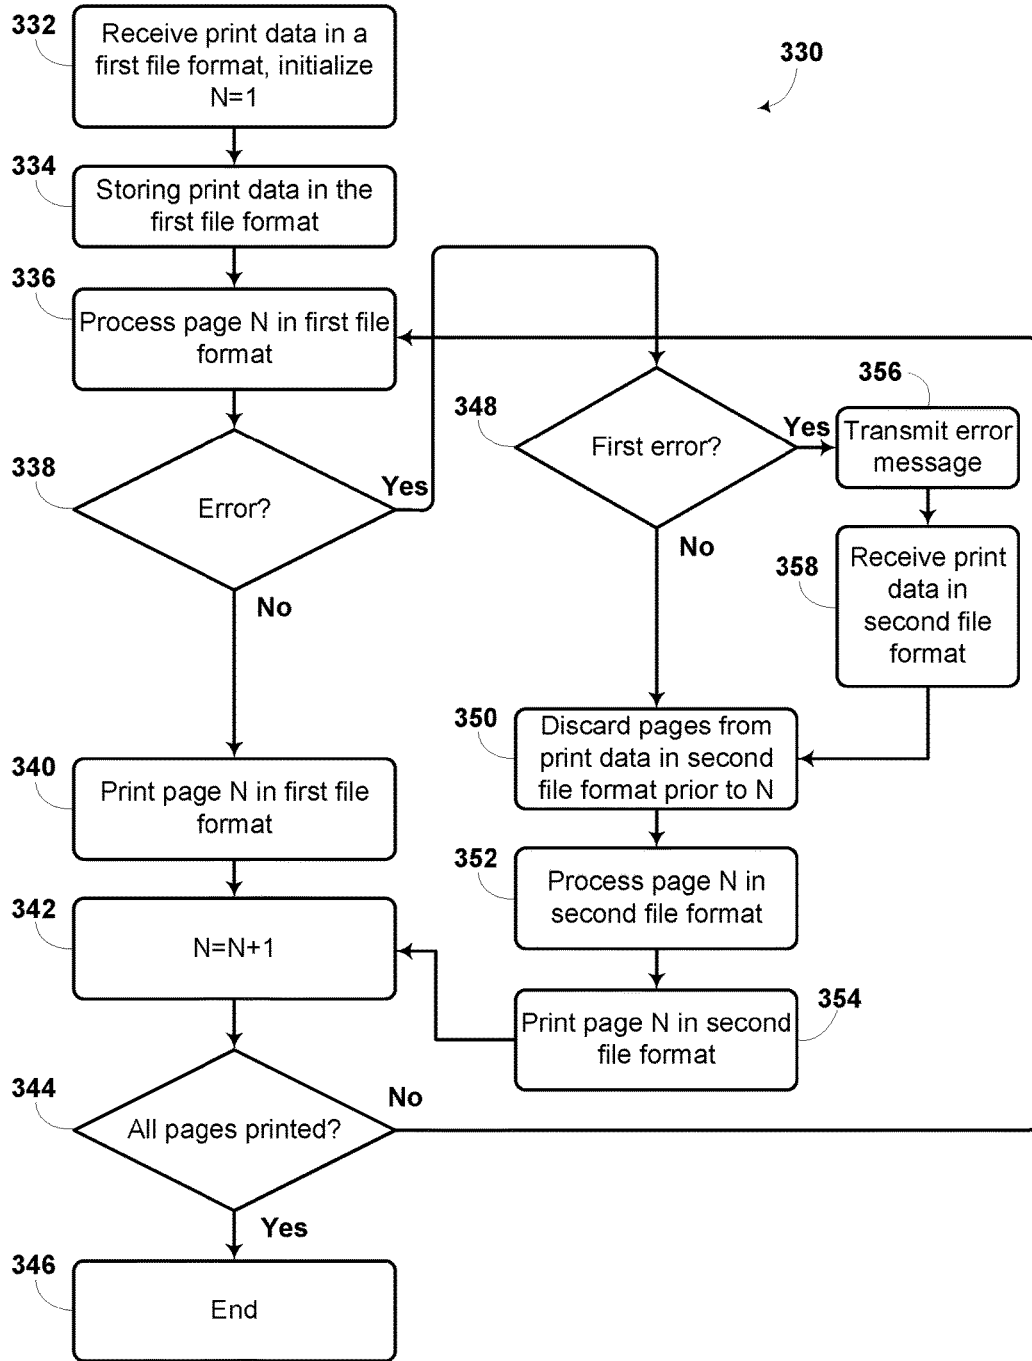 332
Receive print data in a
first file format, initialize
N=1
330
334
Storing print data in the
first file format
336
Process page N in first file
format
338
Error?
Yes
No
348
First error?
Yes
No
356
Transmit error
message
358
Receive print
data in
second file
format
350
Discard pages from
print data in second
file format prior to N
340
Print page N in first file
format
352
Process page N in
second file format
342
N=N+1
354
Print page N in second
file format
344
All pages printed?
No
Yes
346
End